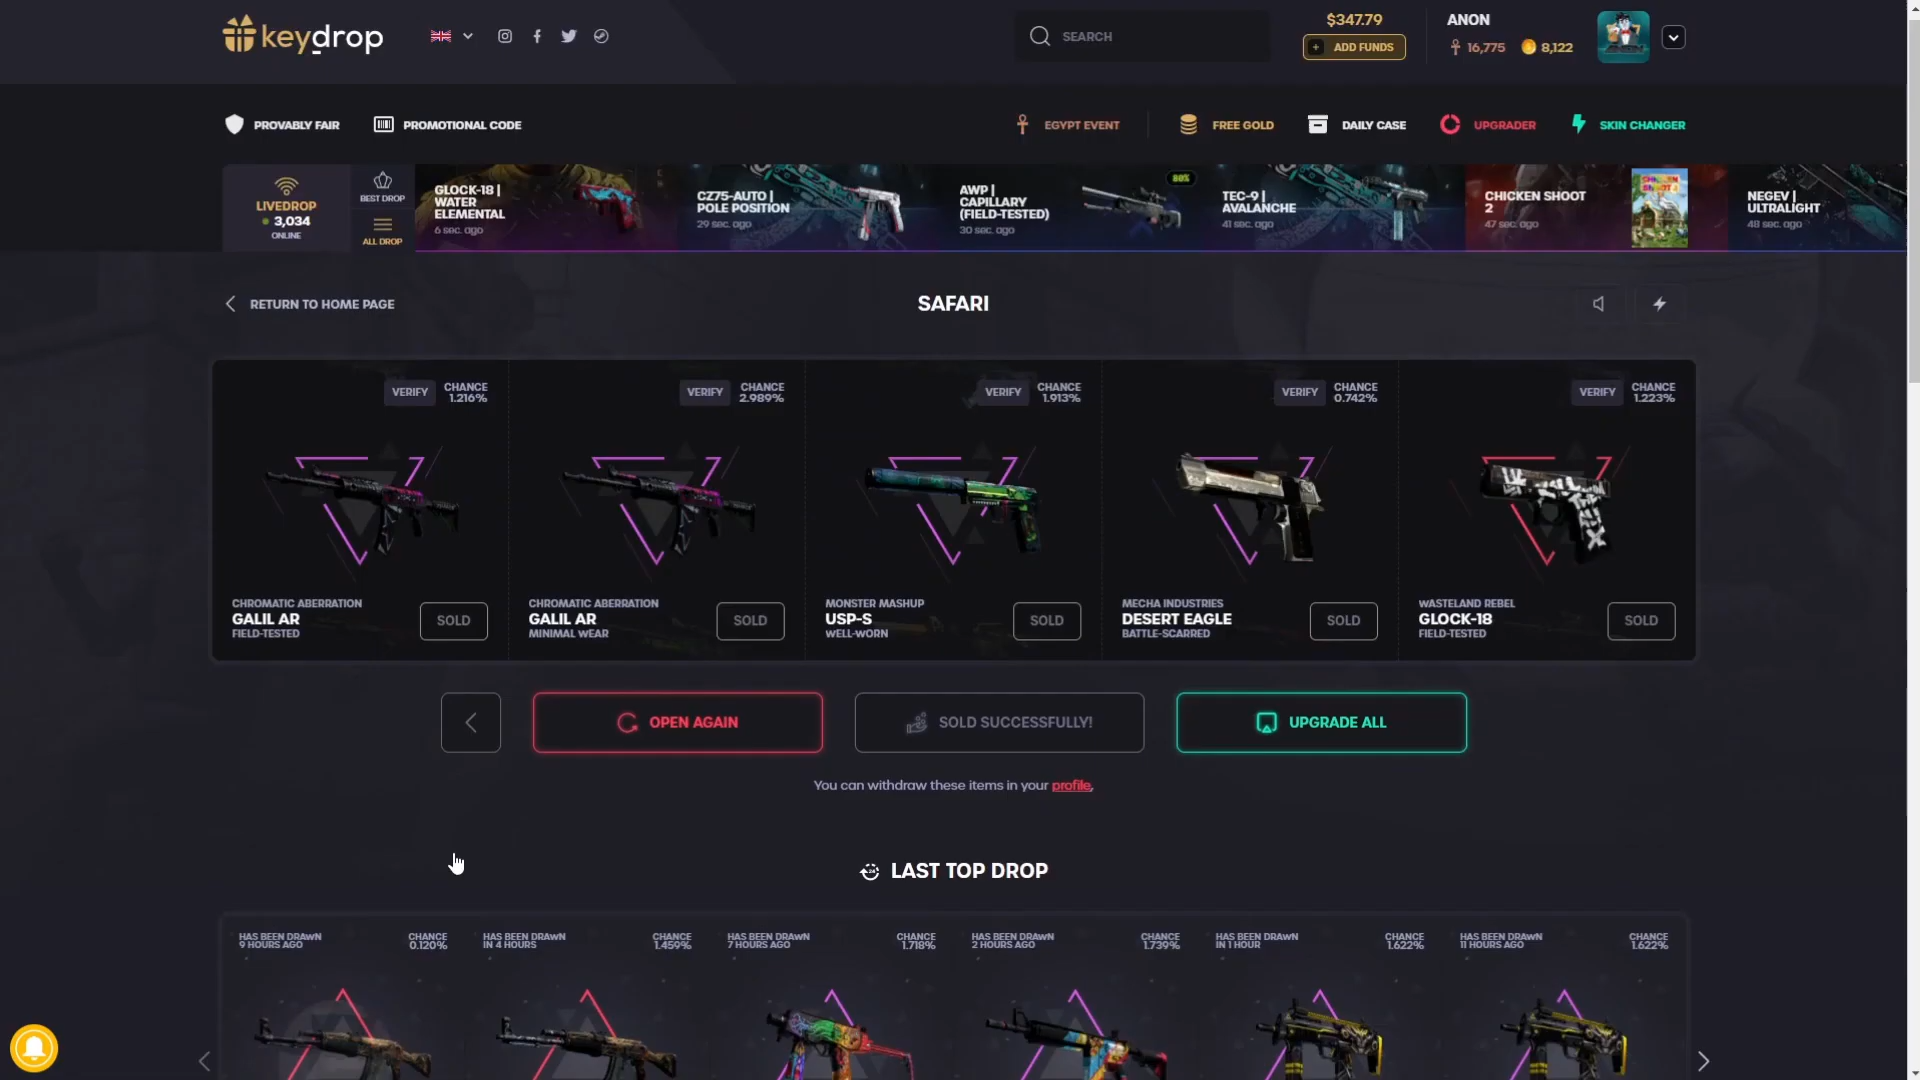 keydrop
SEARCH
$347.79
+ ADD FUNDS
ANON
16,775 8,122
PROVABLY FAIR
PROMOTIONAL CODE
EGYPT EVENT
FREE GOLD
DAILY CASE
UPGRADER
SKIN CHANGER
LIVEDROP
3,034
ONLINE
BEST DROP
ALL DROP
GLOCK-18 |
WATER
ELEMENTAL
6 sec. ago
CZ75-AUTO |
POLE POSITION
29 sec. ago
AWP |
CAPILLARY
(FIELD-TESTED)
30 sec. ago
80%
TEC-9 |
AVALANCHE
41 sec. ago
CHICKEN SHOOT
2
47 sec. ago
NEGEV |
ULTRALIGHT
48 sec. ago
RETURN TO HOME PAGE
SAFARI
VERIFY
CHANCE
1.216%
CHROMATIC ABERRATION
GALIL AR
FIELD-TESTED
SOLD
VERIFY
CHANCE
2.989%
CHROMATIC ABERRATION
GALIL AR
MINIMAL WEAR
SOLD
VERIFY
CHANCE
1.913%
MONSTER MASHUP
USP-S
WELL-WORN
SOLD
VERIFY
CHANCE
0.742%
MECHA INDUSTRIES
DESERT EAGLE
BATTLE-SCARRED
SOLD
VERIFY
CHANCE
1.223%
WASTELAND REBEL
GLOCK-18
FIELD-TESTED
SOLD
OPEN AGAIN
SOLD SUCCESSFULLY!
UPGRADE ALL
You can withdraw these items in your profile.
LAST TOP DROP
HAS BEEN DRAWN
9 HOURS AGO
CHANCE
0.120%
HAS BEEN DRAWN
IN 4 HOURS
CHANCE
1.459%
HAS BEEN DRAWN
7 HOURS AGO
CHANCE
1.718%
HAS BEEN DRAWN
2 HOURS AGO
CHANCE
1.739%
HAS BEEN DRAWN
IN 1 HOUR
CHANCE
1.622%
HAS BEEN DRAWN
11 HOURS AGO
CHANCE
1.622%